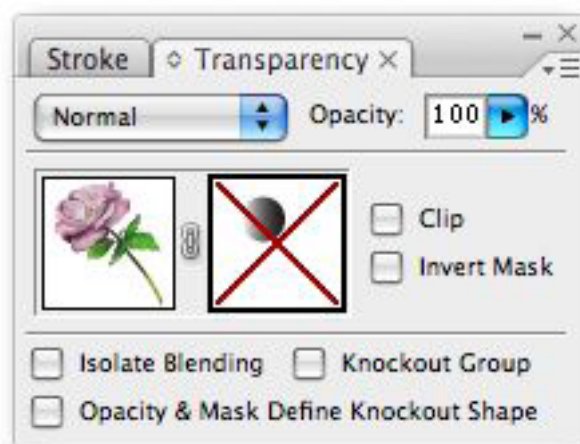 Stroke Transparency
Normal Opacity: 100 %
Clip
Invert Mask
Isolate Blending Knockout Group
Opacity & Mask Define Knockout Shape